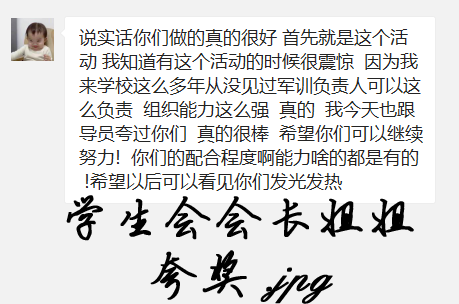 说实话你们做的真的很好 首先就是这个活
动 我知道有这个活动的时候很震惊  因为我
来学校这么多年从没见过军训负责人可以这
么负责  组织能力这么强  真的  我今天也跟
导员夸过你们  真的很棒  希望你们可以继续
努力!  你们的配合程度啊能力啥的都是有的
!希望以后可以看见你们发光发热
学生会会长姐姐
夸奖.jpg